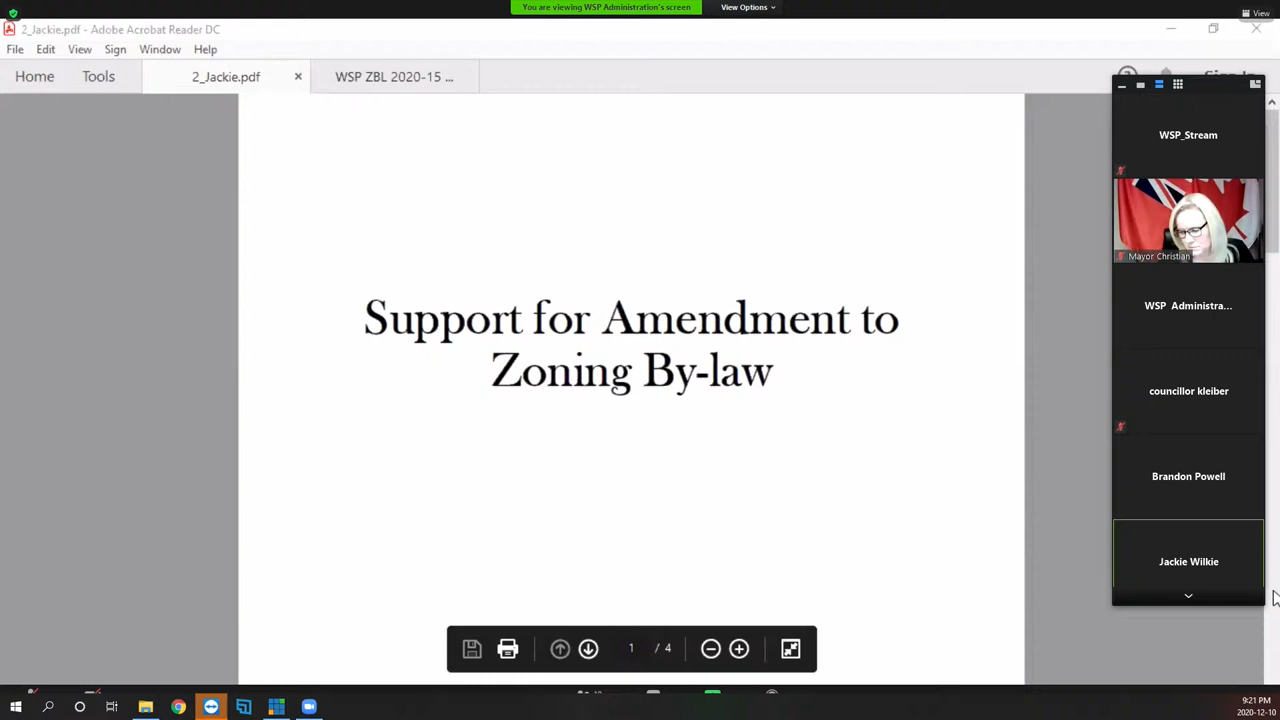 You are viewing WSP Administration's screen
View Options
View
2_Jackie.pdf - Adobe Acrobat Reader DC
File Edit View Sign Window Help
Home Tools 2_Jackie.pdf × WSP ZBL 2020-15 ...
WSP_Stream
Mayor Christian
WSP Administra...
councillor kleiber
Brandon Powell
Jackie Wilkie
Support for Amendment to
Zoning By-law
1 / 4
9:21 PM
2020-12-10